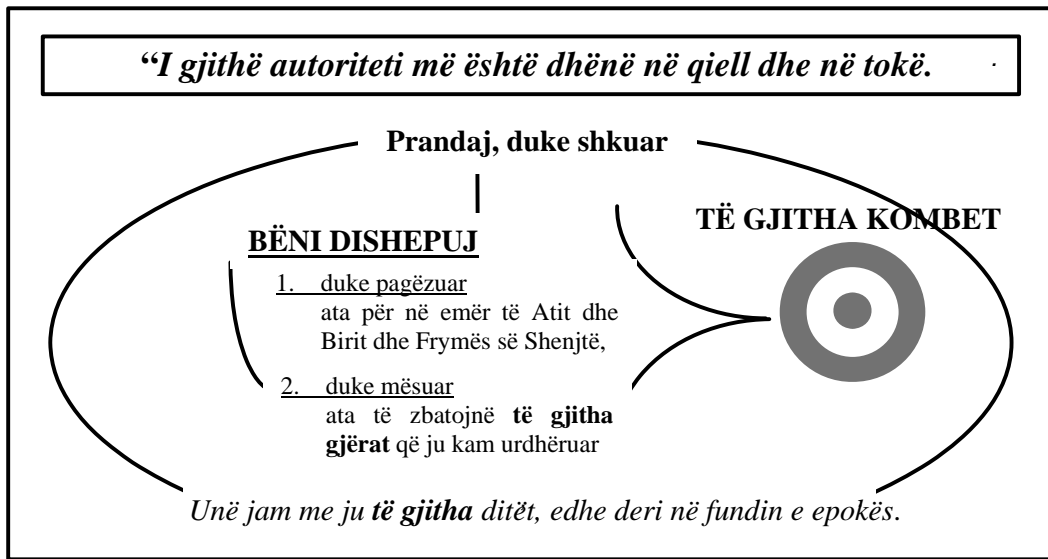 “I gjithë autoriteti më është dhënë në qiell dhe në tokë. .
Prandaj, duke shkuar
TË GJITHA KOMBET
BËNI DISHEPUJ
1. duke pagëzuar
ata për në emër të Atit dhe
Birit dhe Frymës së Shenjtë,
2. duke mësuar
ata të zbatojnë të gjitha
gjërat që ju kam urdhëruar
Unë jam me ju të gjitha ditët, edhe deri në fundin e epokës.